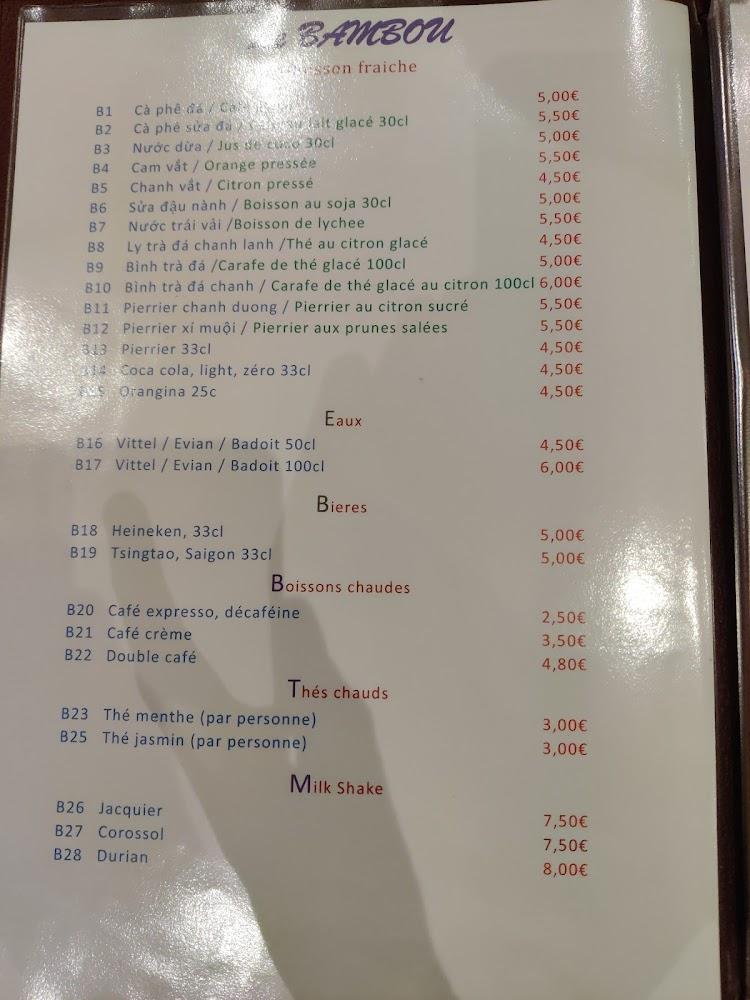 BAMBOU
fraiche
B1 Cà phê đá / 5,00€
B2 Cà phé sửa đá / au lait glacé 30cl 5,50€
B3 Nước dừa / Jus de coco 30cl 5,00€
B4 Cam vắt / Orange pressée 5,50€
B5 Chanh vắt / Citron pressé 4,50€
B6 Sửa đậu nành / Boisson au soja 30cl 5,00€
B7 Nước trái vải /Boisson de lychee 5,50€
B8 Ly trà đá chanh lanh /Thé au citron glacé 4,50€
B9 Bình trà đá /Carafe de thé glacé 100cl 5,00€
B10 Bình trà đá chanh / Carafe de thé glacé au citron 100cl 6,00€
B11 Pierrier chanh duong / Pierrier au citron sucré 5,50€
B12 Pierrier xí muội / Pierrier aux prunes salées 5,50€
B13 Pierrier 33cl 4,50€
B14 Coca cola, light, zéro 33cl 4,50€
B15 Orangina 25c 4,50€
Eaux
B16 Vittel / Evian / Badoit 50cl 4,50€
B17 Vittel / Evian / Badoit 100cl 6,00€
Bieres
B18 Heineken, 33cl 5,00€
B19 Tsingtao, Saigon 33cl 5,00€
Boissons chaudes
B20 Café expresso, décaféine 2,50€
B21 Café crème 3,50€
B22 Double café 4,80€
Thés chauds
B23 Thé menthe (par personne) 3,00€
B25 Thé jasmin (par personne) 3,00€
Milk Shake
B26 Jacquier 7,50€
B27 Corossol 7,50€
B28 Durian 8,00€